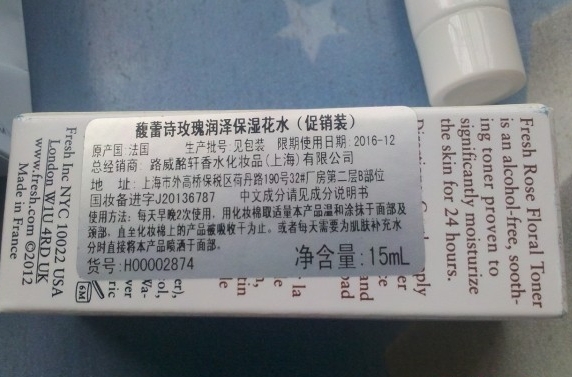 馥蕾诗玫瑰润泽保湿花水（促销装）
原产国:法国 生产批号:见包装 限期使用日期:2016-12
总经销商：路威酩轩香水化妆品(上海)有限公司
地 址:上海市外高桥保税区荷丹路190号32#厂房第二层B部位
国妆备进字J20136787 中文成分请见成分说明书
使用方法：每天早晚2次使用．用化妆棉取适量本产品温和涂抹于面部及
颈部，直至化妆棉上的产品被吸收干为止。或者每天需要为肌肤补充水
分时直接将本产品喷洒于面部。
货号:H00002874 净含量:15mL
Fresh Rose Floral Toner
is an alcohol-free, sooth-
ing toner proven to
significantly moisturize
the skin for 24 hours.
Fresh Inc NYC 10022 USA
London W1U 4RD UK
www.fresh.com ©2012
Made in France
6M